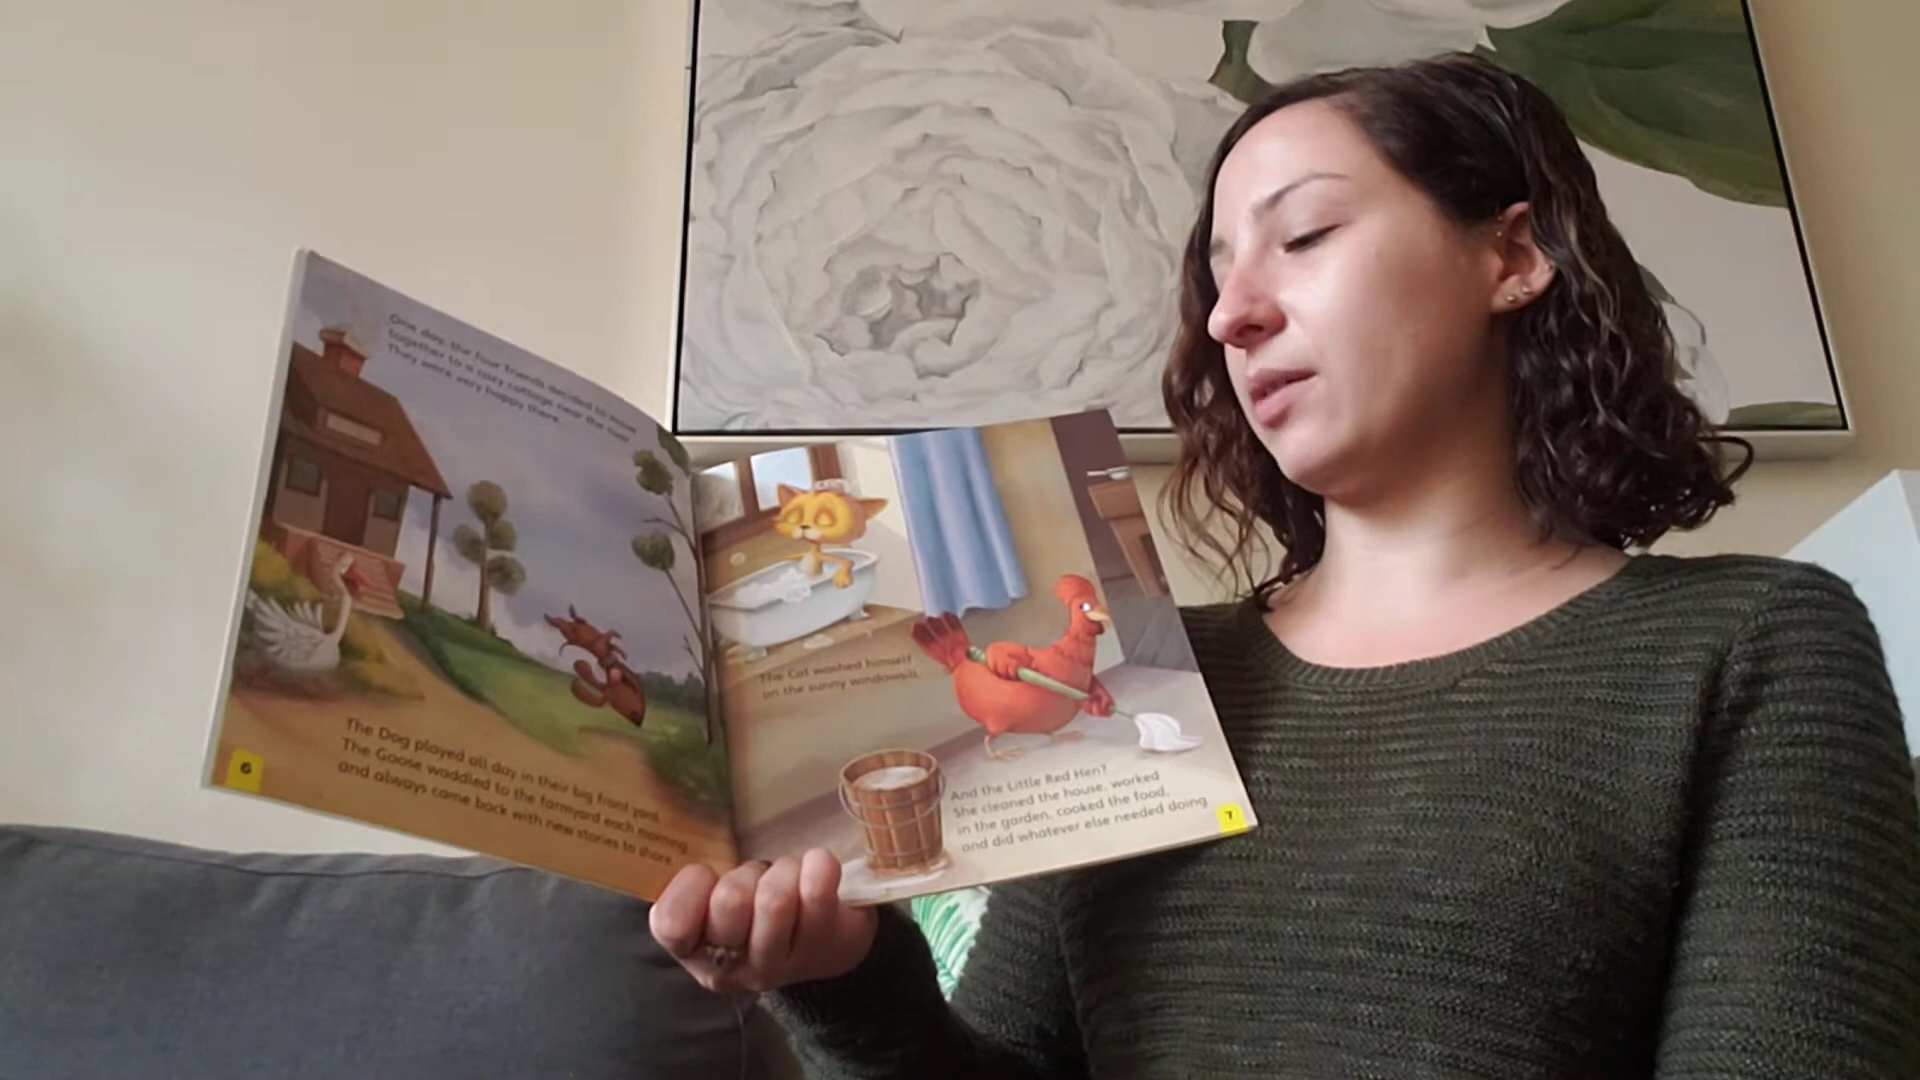 One day, the four friends decided to move
together to a cozy cottage near the river.
They were very happy there.
The Dog played all day in their big front yard.
The Goose waddled to the farmyard each morning
and always came back with new stories to share.
6
The Cat washed himself
on the sunny windowsill.
And the Little Red Hen?
She cleaned the house, worked
in the garden, cooked the food,
and did whatever else needed doing
7